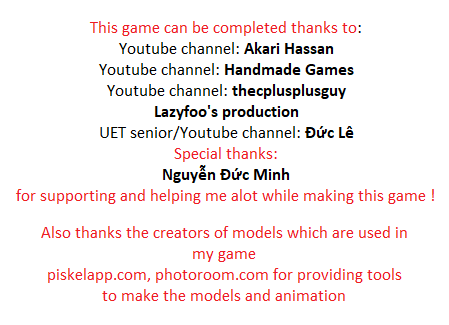 This game can be completed thanks to:
Youtube channel: Akari Hassan
Youtube channel: Handmade Games
Youtube channel: thecplusplusguy
Lazyfoo's production
UET senior/Youtube channel: Đức Lê
Special thanks:
Nguyễn Đức Minh
for supporting and helping me alot while making this game !
Also thanks the creators of models which are used in
my game
piskelapp.com, photoroom.com for providing tools
to make the models and animation